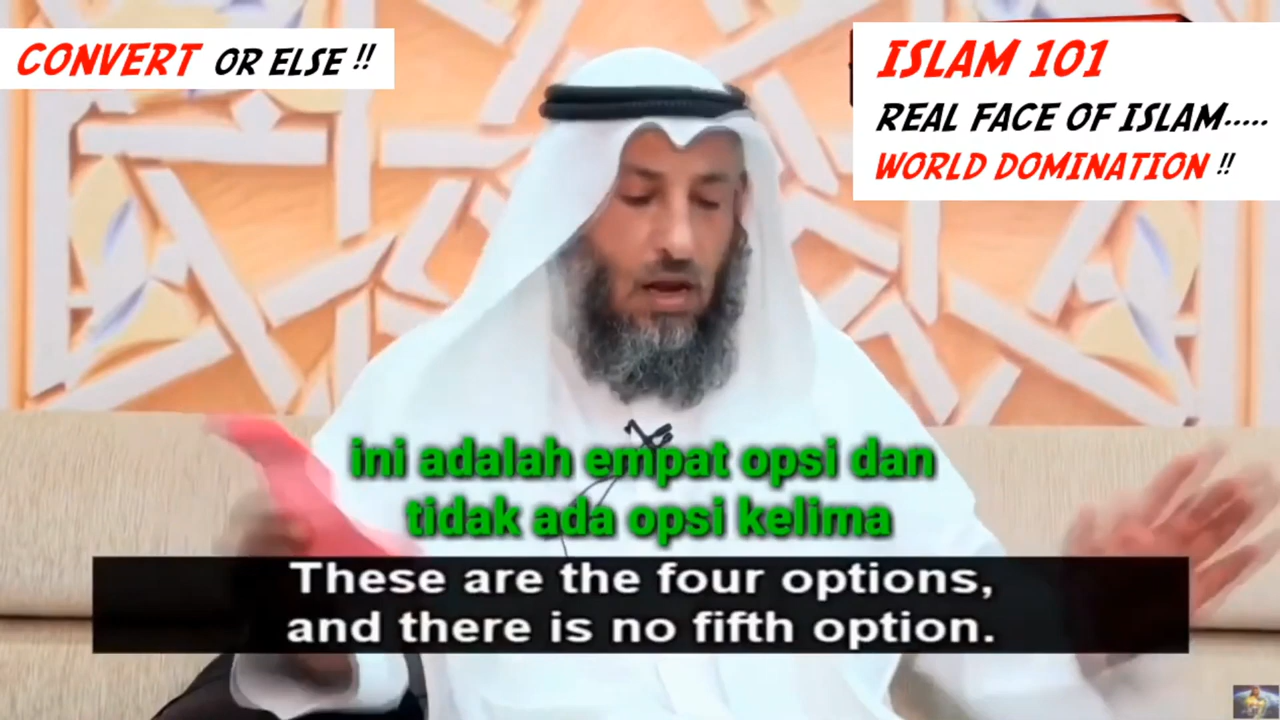 CONVERT OR ELSE !!
ISLAM 101
REAL FACE OF ISLAM.....
WORLD DOMINATION !!
ini adalah empat opsi dan
tidak ada opsi kelima
These are the four options,
and there is no fifth option.